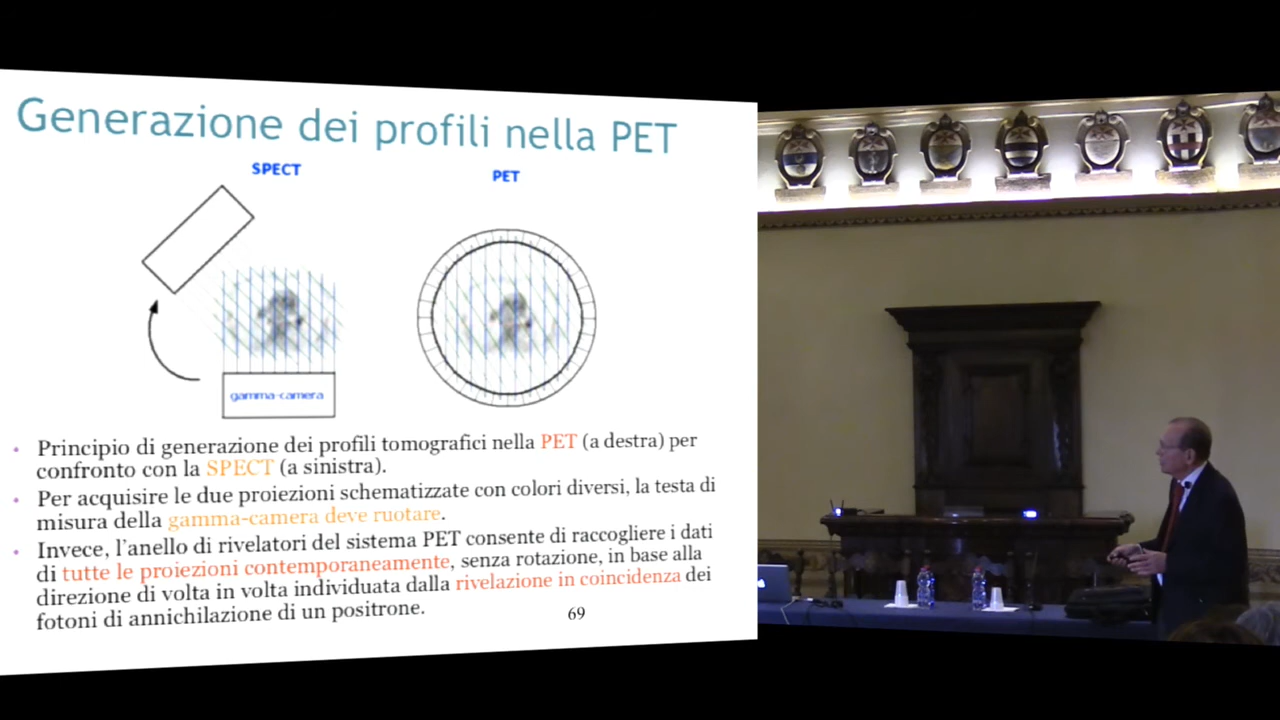 Generazione dei profili nella PET
SPECT
PET
gamma-camera
• Principio di generazione dei profili tomografici nella PET (a destra) per
confronto con la SPECT (a sinistra).
• Per acquisire le due proiezioni schematizzate con colori diversi, la testa di
misura della gamma-camera deve ruotare.
• Invece, l'anello di rivelatori del sistema PET consente di raccogliere i dati
di tutte le proiezioni contemporaneamente, senza rotazione, in base alla
direzione di volta in volta individuata dalla rivelazione in coincidenza dei
fotoni di annichilazione di un positrone.
69